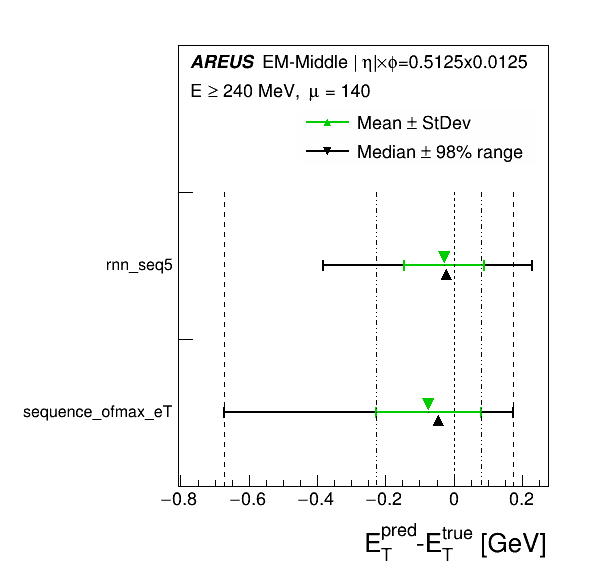 AREUS EM-Middle | η|×ϕ=0.5125x0.0125
E ≥ 240 MeV, μ = 140
Mean ± StDev
Median ± 98% range
rnn_seq5
sequence_ofmax_eT
−0.8 −0.6 −0.4 −0.2 0 0.2
E_T^pred-E_T^true [GeV]